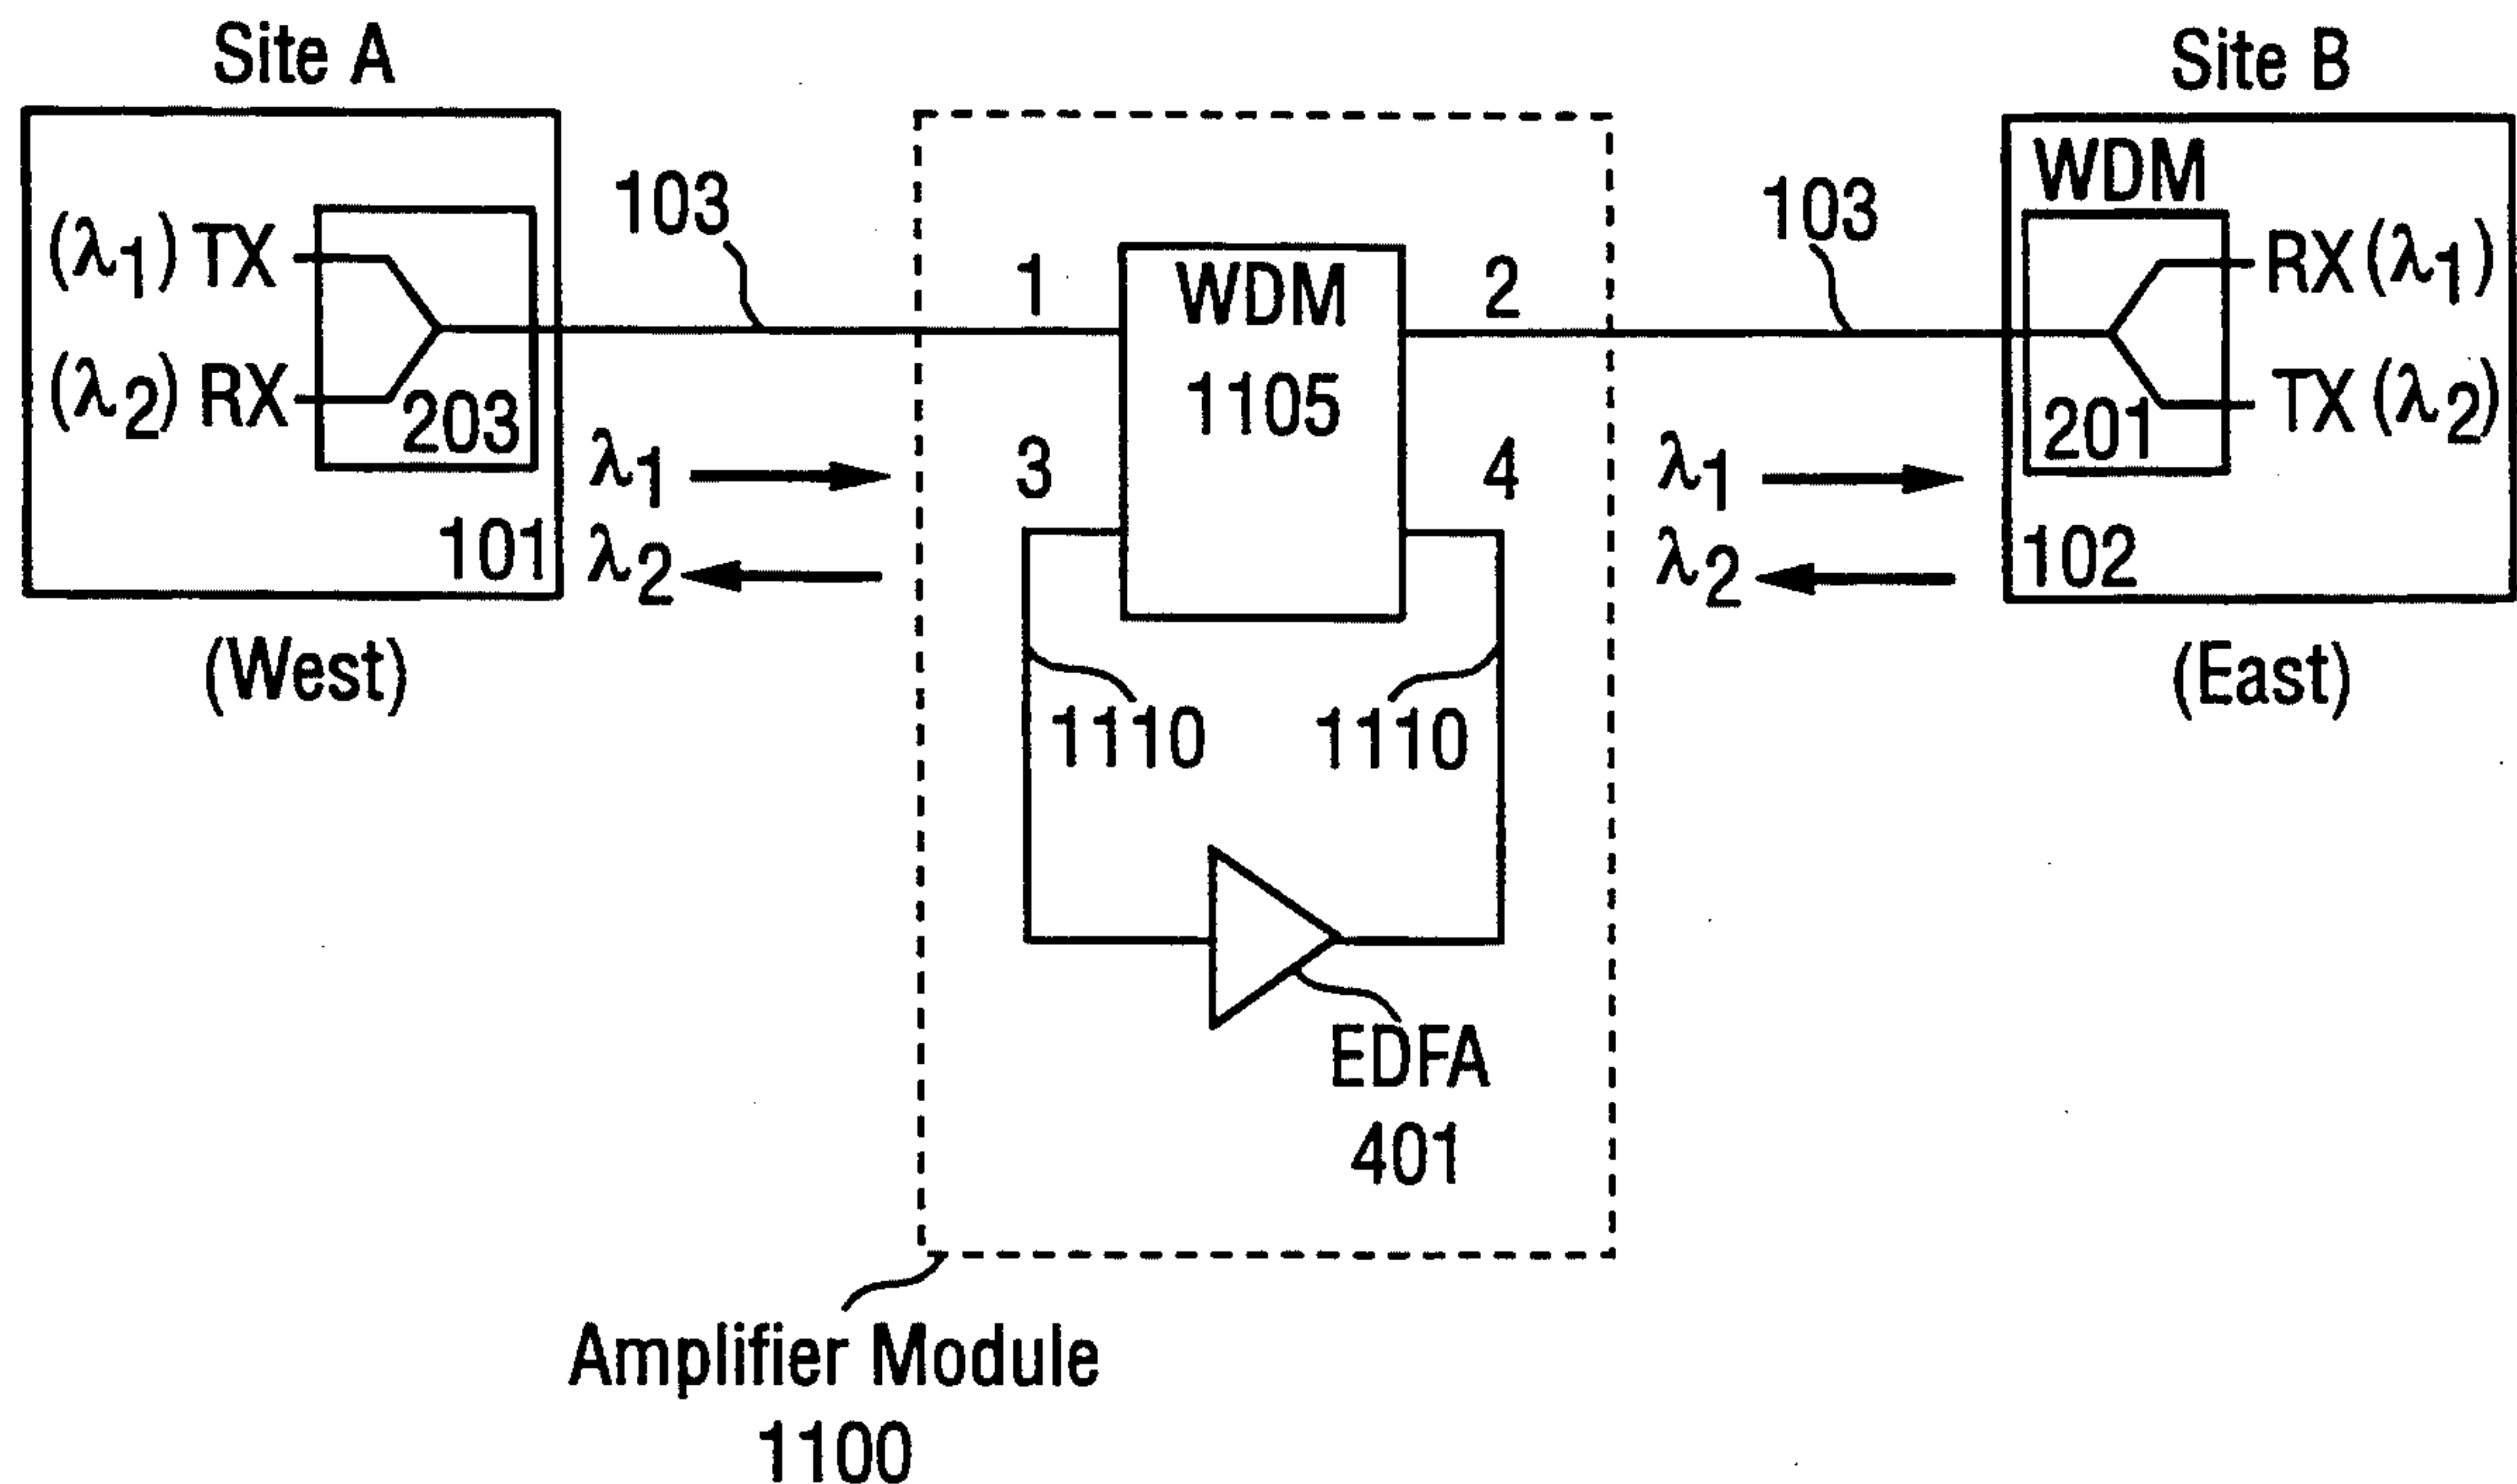 Site A
Site B
WDM
(λ1) TX
(λ2) RX
203
101
(West)
103
λ1
λ2
1
2
3
4
WDM
1105
1110
1110
EDFA
401
103
λ1
λ2
RX (λ1)
TX (λ2)
201
102
(East)
Amplifier Module
1100